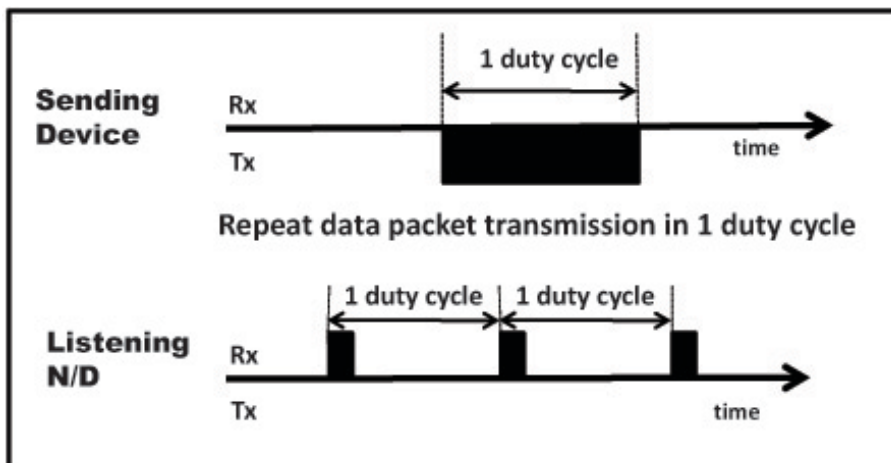 1 duty cycle
Sending
Device
Rx
Tx
time
Repeat data packet transmission in 1 duty cycle
1 duty cycle
1 duty cycle
Listening
N/D
Rx
Tx
time